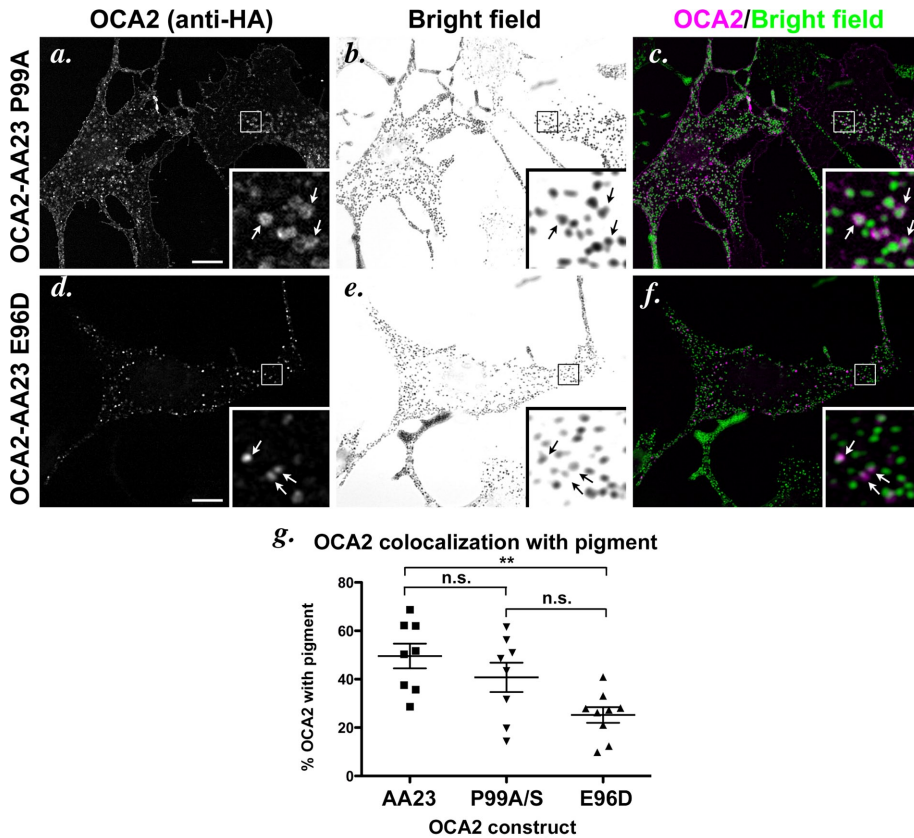 OCA2 (anti-HA)
Bright field
OCA2/Bright field
OCA2-AA23 P99A
a.
b.
c.
OCA2-AA23 E96D
d.
e.
f.
g.
OCA2 colocalization with pigment
**
n.s.
n.s.
% OCA2 with pigment
80
60
40
20
0
AA23
P99A/S
E96D
OCA2 construct